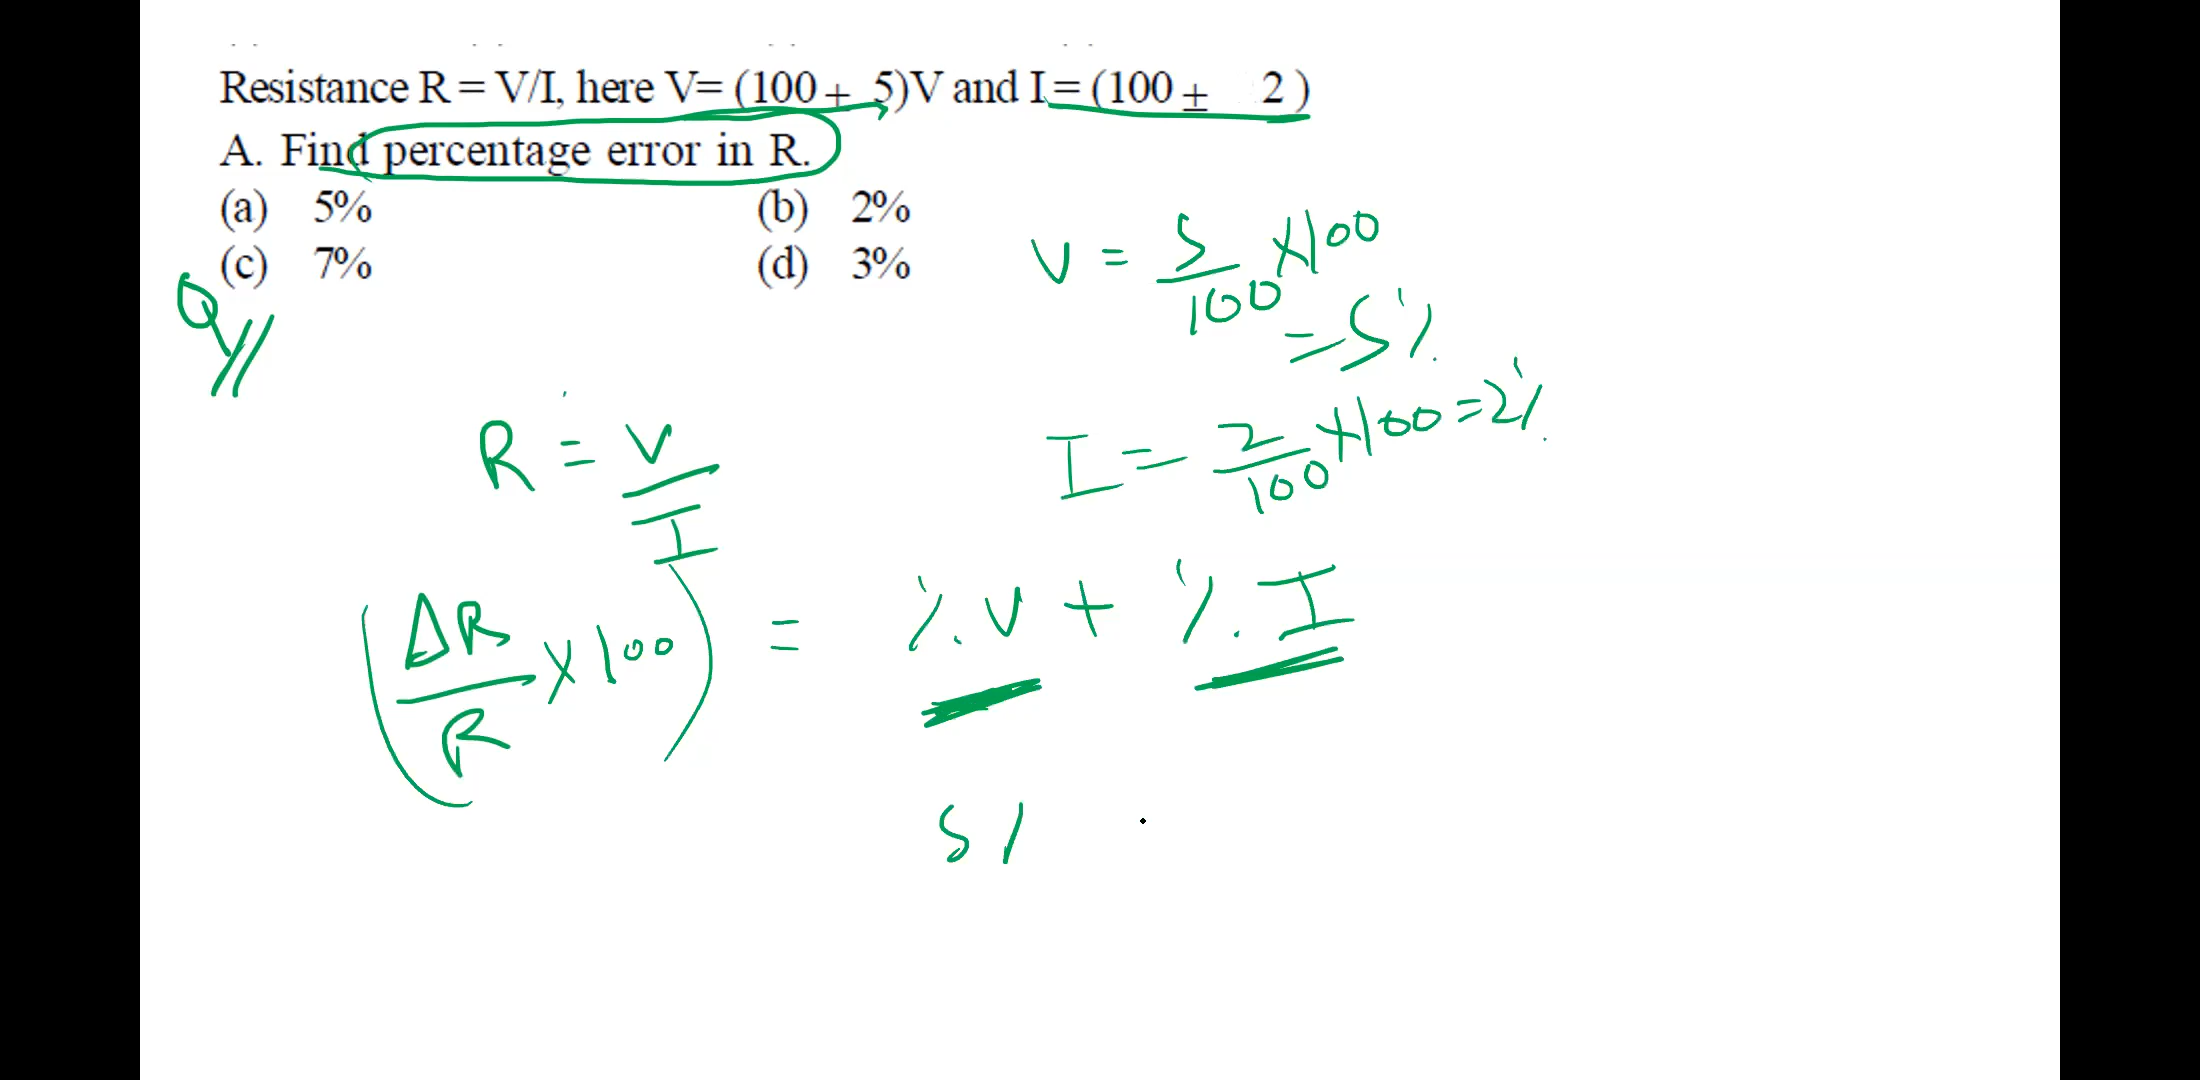 Resistance R = V/I, here V= (100 ± 5)V and I = (100 ± 2)
A. Find percentage error in R.
(a) 5% (b) 2%
(c) 7% (d) 3%
V = 5/100 ×100
= 5%
I = 2/100 ×100 = 2%
R = V/I
(ΔR/R × 100) = %.V + %.I
5 /